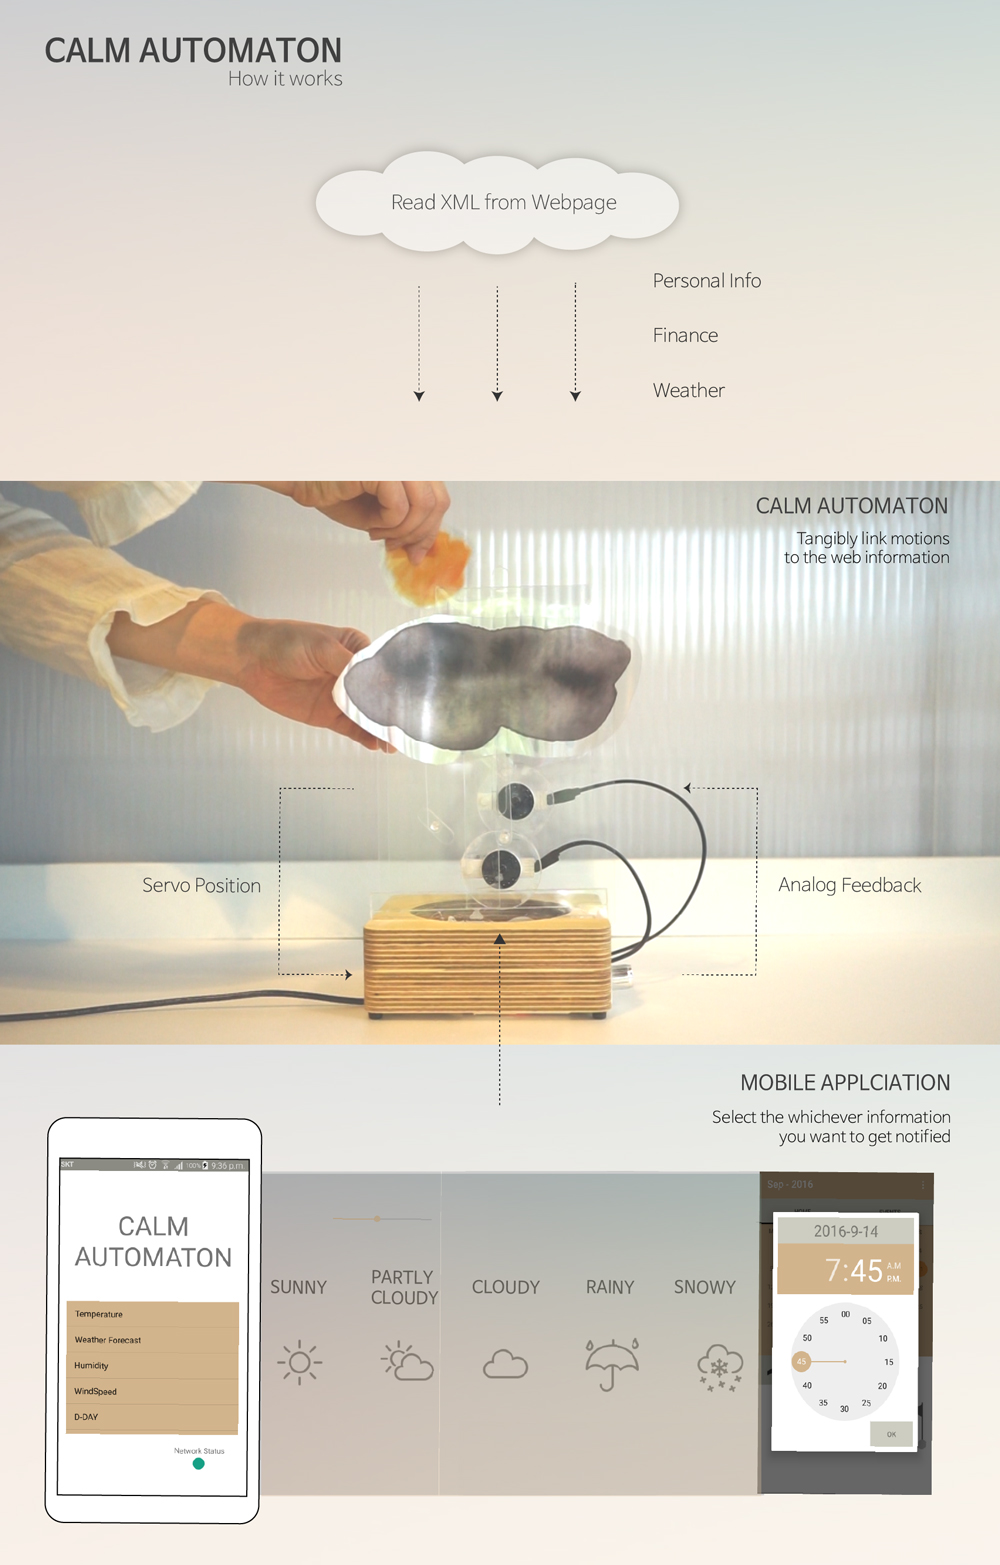 CALM AUTOMATON
How it works
Read XML from Webpage
Personal Info
Finance
Weather
CALM AUTOMATON
Tangibly link motions
to the web information
Servo Position
Analog Feedback
MOBILE APPLCIATION
Select the whichever information
you want to get notified
SKT 100% 9:36 p.m.
CALM
AUTOMATON
Temperature
Weather Forecast
Humidity
WindSpeed
D-DAY
Network Status
SUNNY
PARTLY
CLOUDY
CLOUDY
RAINY
SNOWY
Sep - 2016
2016-9-14
7:45 A.M
P.M.
00
05
10
15
20
25
30
35
40
45
50
55
OK